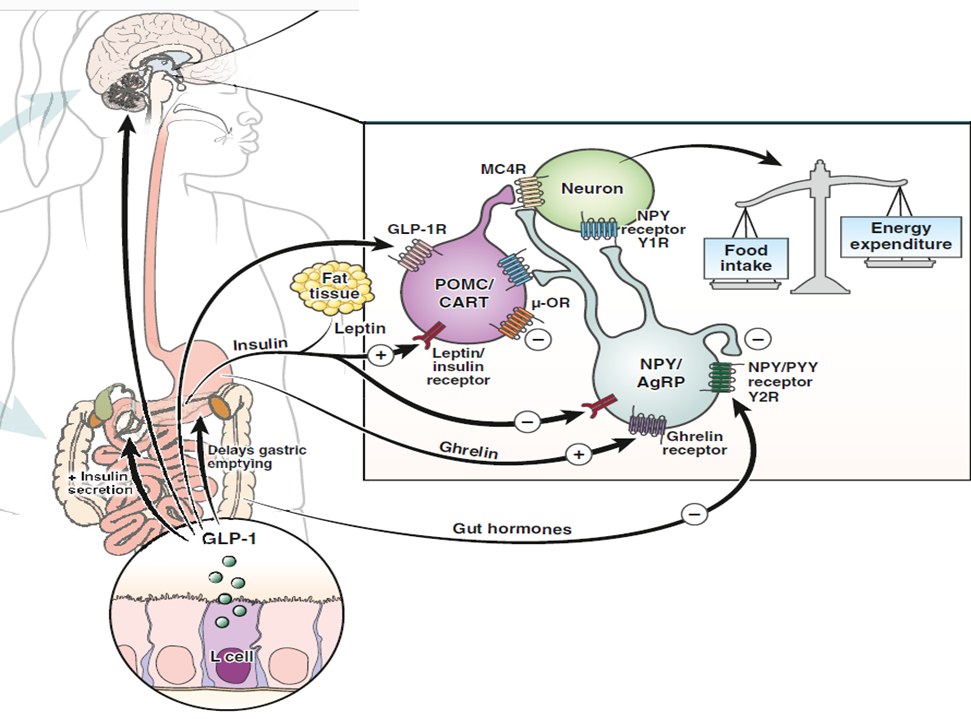 MC4R
Neuron
GLP-1R
NPY
receptor
Y1R
Food
intake
Energy
expenditure
Fat
tissue
POMC/
CART
μ-OR
−
Leptin
Insulin
+
Leptin/
insulin
receptor
NPY/
AgRP
−
NPY/PYY
receptor
Y2R
−
Ghrelin
+
Ghrelin
receptor
Delays gastric
emptying
+ Insulin
secretion
−
Gut hormones
GLP-1
L cell